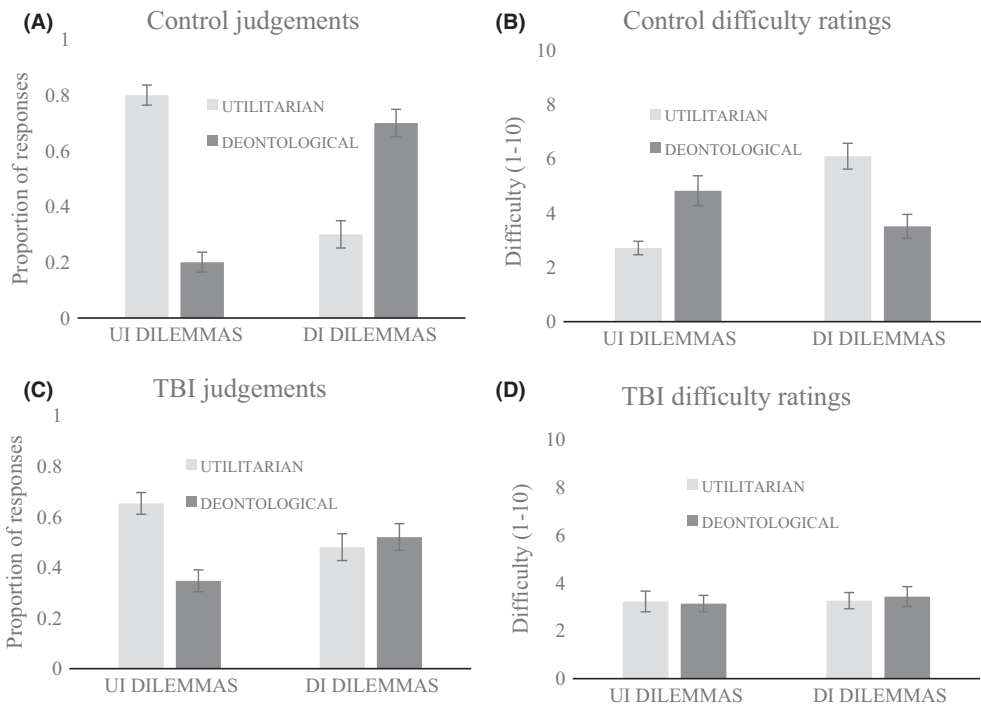 (A) Control judgements
1
0.8
0.6
0.4
0.2
0
Proportion of responses
UTILITARIAN
DEONTOLOGICAL
UI DILEMMAS DI DILEMMAS
(B) Control difficulty ratings
10
8
6
4
2
0
Difficulty (1-10)
UTILITARIAN
DEONTOLOGICAL
UI DILEMMAS DI DILEMMAS
(C) TBI judgements
1
0.8
0.6
0.4
0.2
0
Proportion of responses
UTILITARIAN
DEONTOLOGICAL
UI DILEMMAS DI DILEMMAS
(D) TBI difficulty ratings
10
8
6
4
2
0
Difficulty (1-10)
UTILITARIAN
DEONTOLOGICAL
UI DILEMMAS DI DILEMMAS